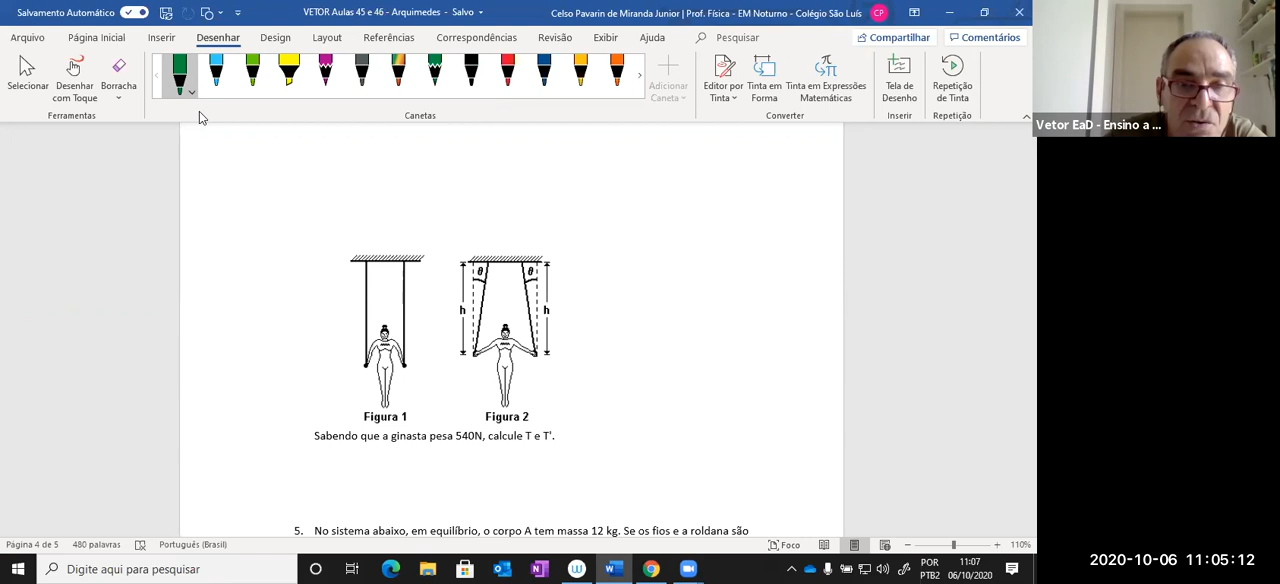 Salvamento Automático
VETOR Aulas 45 e 46 - Arquimedes - Salvo
Celso Pavarin de Miranda Junior | Prof. Física - EM Noturno - Colégio São Luís
CP
Arquivo
Página Inicial
Inserir
Desenhar
Design
Layout
Referências
Correspondências
Revisão
Exibir
Ajuda
Pesquisar
Compartilhar
Comentários
Selecionar
Desenhar
com Toque
Borracha
Adicionar
Caneta
Editor por
Tinta
Tinta em
Forma
Tinta em Expressões
Matemáticas
Tela de
Desenho
Repetição
de Tinta
Ferramentas
Canetas
Converter
Inserir
Repetição
Vetor EaD - Ensino a ...
θ
θ
h
h
Figura 1
Figura 2
Sabendo que a ginasta pesa 540N, calcule T e T'.
5. No sistema abaixo, em equilíbrio, o corpo A tem massa 12 kg. Se os fios e a roldana são
Página 4 de 5
480 palavras
Português (Brasil)
Foco
110%
Digite aqui para pesquisar
POR
PTB2
11:07
06/10/2020
2020-10-06 11:05:12